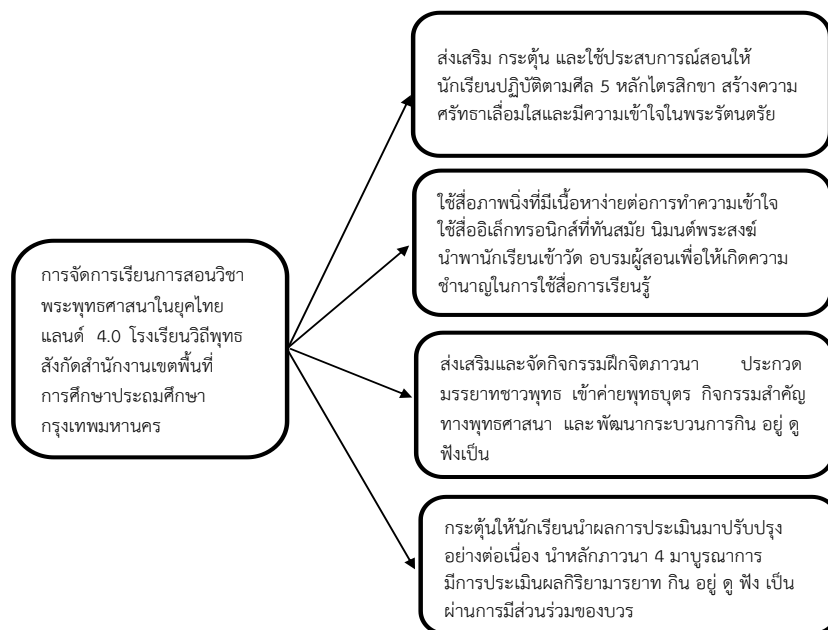 ส่งเสริม กระตุ้น และใช้ประสบการณ์สอนให้
นักเรียนปฏิบัติตามศีล 5 หลักไตรสิกขา สร้างความ
ศรัทธาเลื่อมใสและมีความเข้าใจในพระรัตนตรัย
ใช้สื่อภาพนิ่งที่มีเนื้อหาง่ายต่อการทำความเข้าใจ
ใช้สื่ออิเล็กทรอนิกส์ที่ทันสมัย นิมนต์พระสงฆ์
นำพานักเรียนเข้าวัด อบรมผู้สอนเพื่อให้เกิดความ
ชำนาญในการใช้สื่อการเรียนรู้
การจัดการเรียนการสอนวิชา
พระพุทธศาสนาในยุคไทย
แลนด์ 4.0 โรงเรียนวิถีพุทธ
สังกัดสำนักงานเขตพื้นที่
การศึกษาประถมศึกษา
กรุงเทพมหานคร
ส่งเสริมและจัดกิจกรรมฝึกจิตภาวนา ประกวด
มรรยาทชาวพุทธ เข้าค่ายพุทธบุตร กิจกรรมสำคัญ
ทางพุทธศาสนา และพัฒนากระบวนการกิน อยู่ ดู
ฟังเป็น
กระตุ้นให้นักเรียนนำผลการประเมินมาปรับปรุง
อย่างต่อเนื่อง นำหลักภาวนา 4 มาบูรณาการ
มีการประเมินผลกิริยามารยาท กิน อยู่ ดู ฟัง เป็น
ผ่านการมีส่วนร่วมของบวร